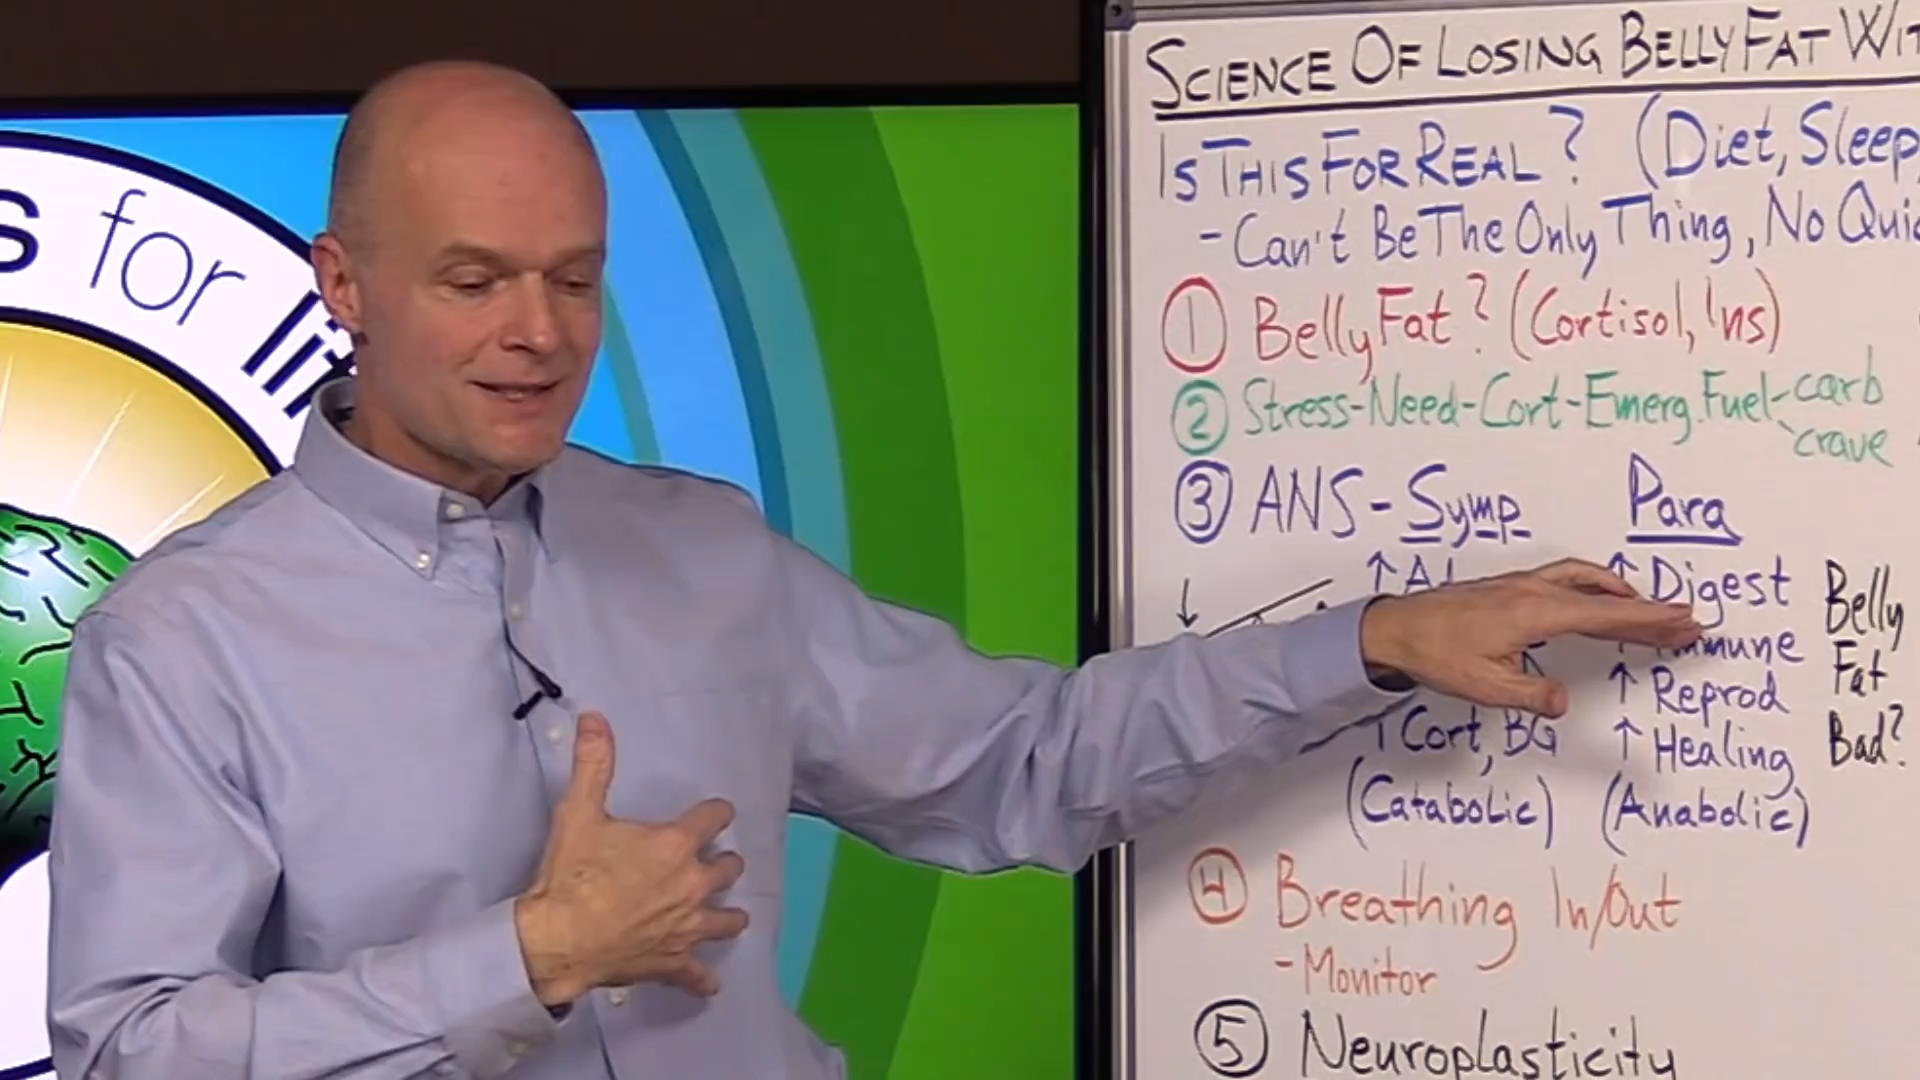 for
SCIENCE OF LOSING BELLY FAT
IS THIS FOR REAL? (Diet, Sleep,
- Can't Be The Only Thing, No
① Belly Fat? (Cortisol, Ins)
② Stress-Need-Cort-Emerg. Fuel-carb
crave
③ ANS - Symp Para
↑ ↑ Digest Belly
Fat
↑ Reprod
↑ Cort, BG ↑ Healing Bad?
(Catabolic) (Anabolic)
④ Breathing In/Out
- Monitor
⑤ Neuroplasticity